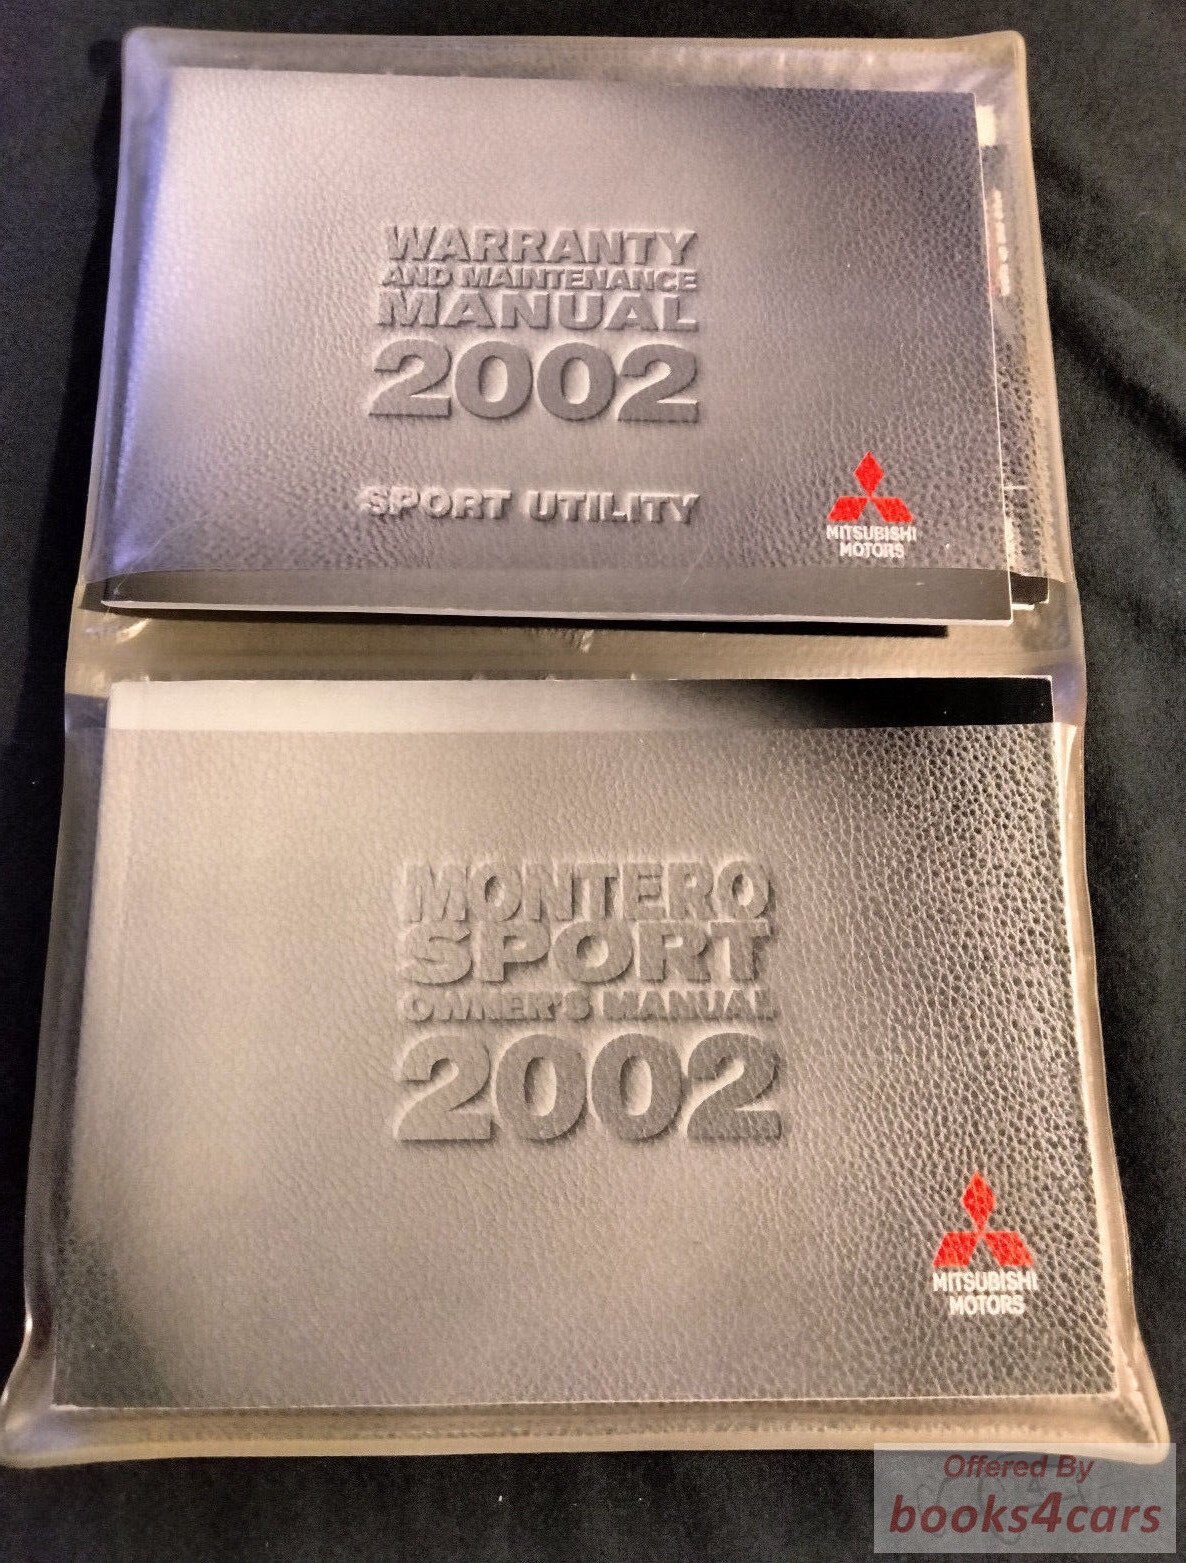 WARRANTY
AND MAINTENANCE
MANUAL
2002
SPORT UTILITY
MITSUBISHI
MOTORS
MONTERO
SPORT
OWNER'S MANUAL
2002
MITSUBISHI
MOTORS
Offered By
books4cars